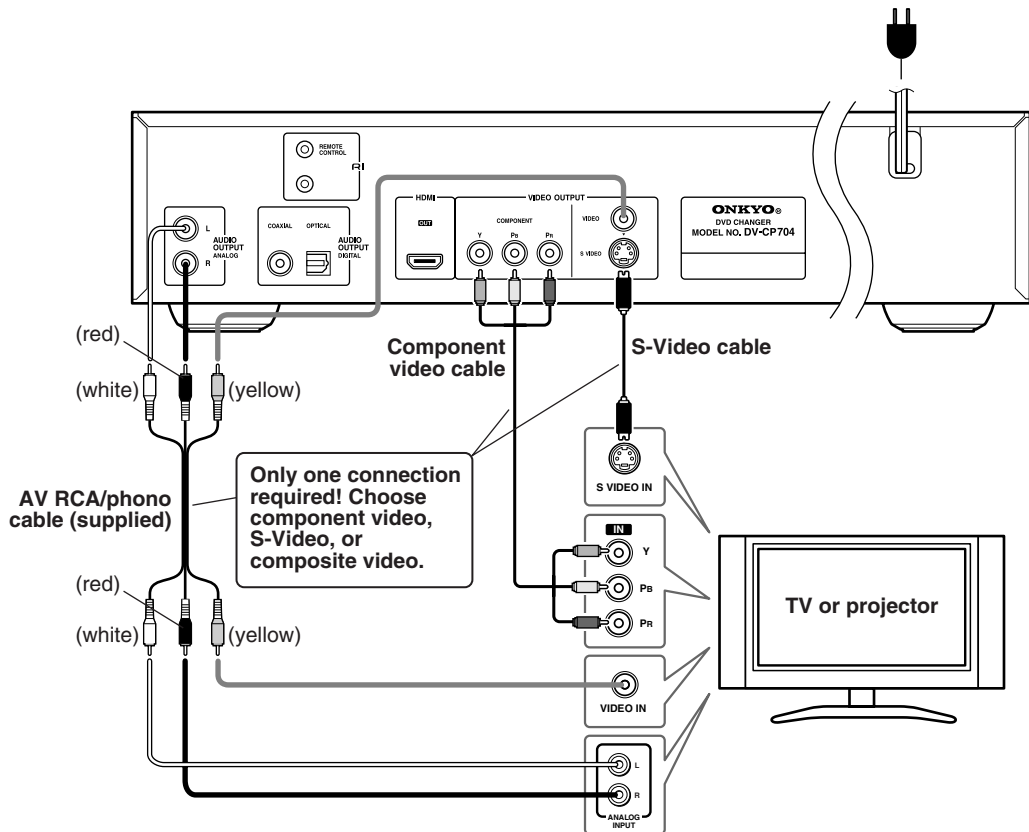 REMOTE
CONTROL
RI
L
R
AUDIO
OUTPUT
ANALOG
COAXIAL
OPTICAL
AUDIO
OUTPUT
DIGITAL
HDMI
OUT
VIDEO OUTPUT
COMPONENT
Y
PB
PR
VIDEO
S VIDEO
ONKYO®
DVD CHANGER
MODEL NO. DV-CP704
(red)
(white)
(yellow)
Component
video cable
S-Video cable
AV RCA/phono
cable (supplied)
Only one connection
required! Choose
component video,
S-Video, or
composite video.
S VIDEO IN
IN
Y
PB
PR
TV or projector
(red)
(white)
(yellow)
VIDEO IN
L
R
ANALOG
INPUT